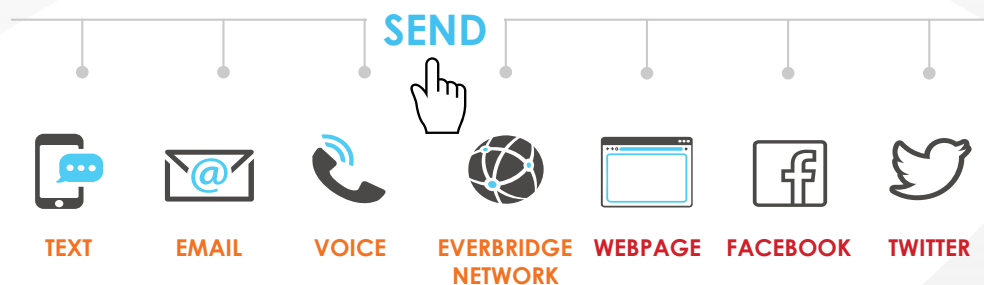 SEND
@
TEXT
EMAIL
VOICE
EVERBRIDGE NETWORK
WEBPAGE
FACEBOOK
TWITTER